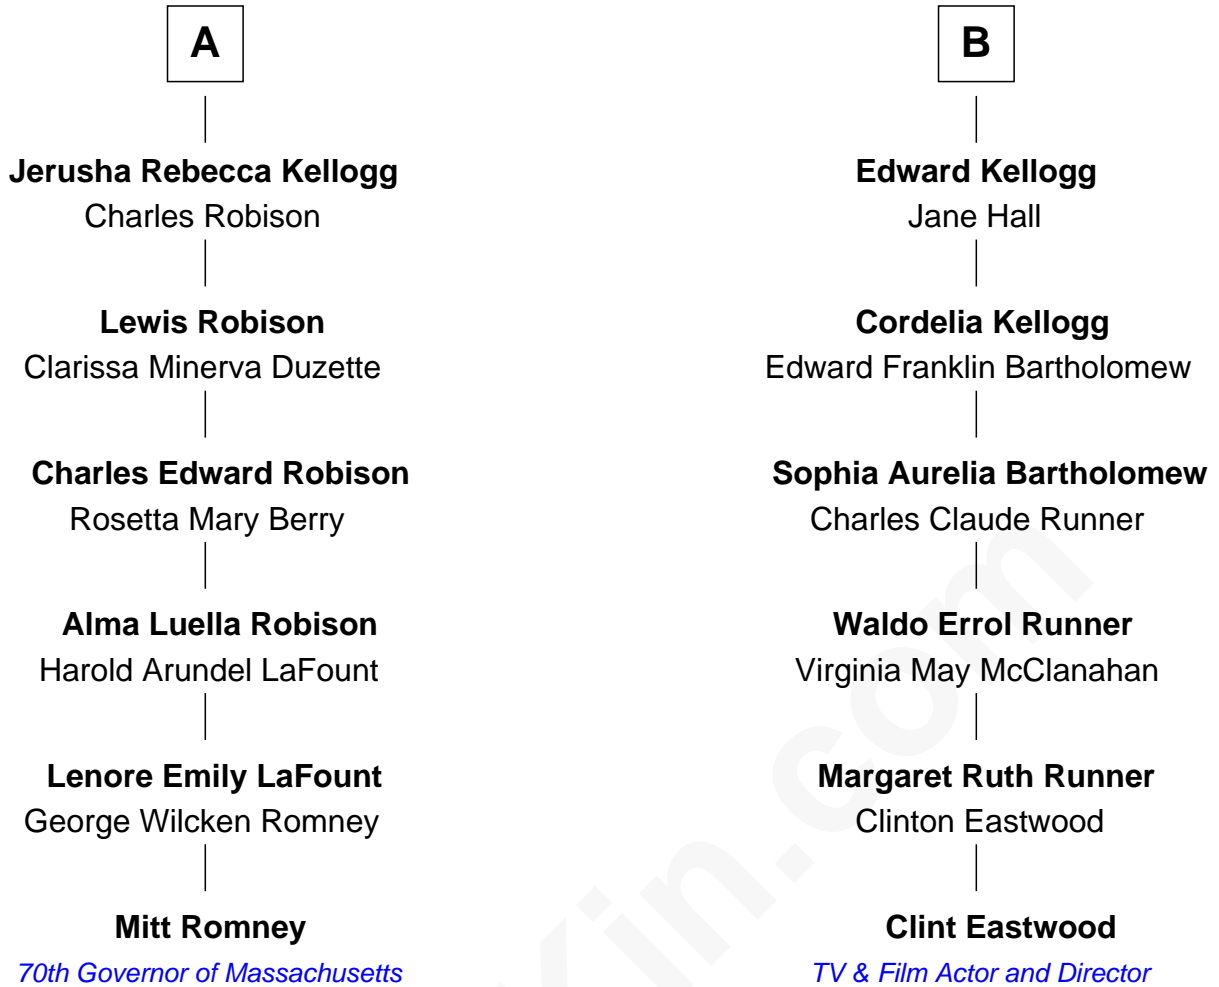 A
B
Jerusha Rebecca Kellogg
Charles Robison
Edward Kellogg
Jane Hall
Lewis Robison
Clarissa Minerva Duzette
Cordelia Kellogg
Edward Franklin Bartholomew
Charles Edward Robison
Rosetta Mary Berry
Sophia Aurelia Bartholomew
Charles Claude Runner
Alma Luella Robison
Harold Arundel LaFount
Waldo Errol Runner
Virginia May McClanahan
Lenore Emily LaFount
George Wilcken Romney
Margaret Ruth Runner
Clinton Eastwood
Mitt Romney
70th Governor of Massachusetts
Clint Eastwood
TV & Film Actor and Director
Kin.com